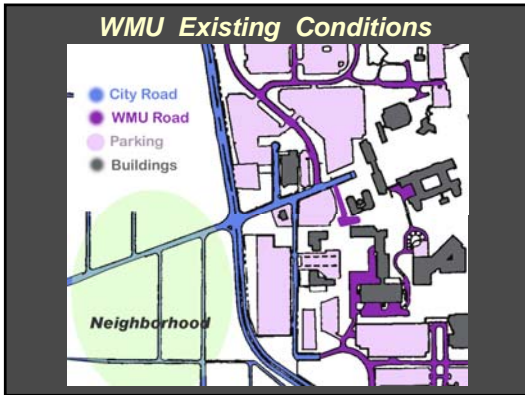 WMU Existing Conditions
City Road
WMU Road
Parking
Buildings
Neighborhood